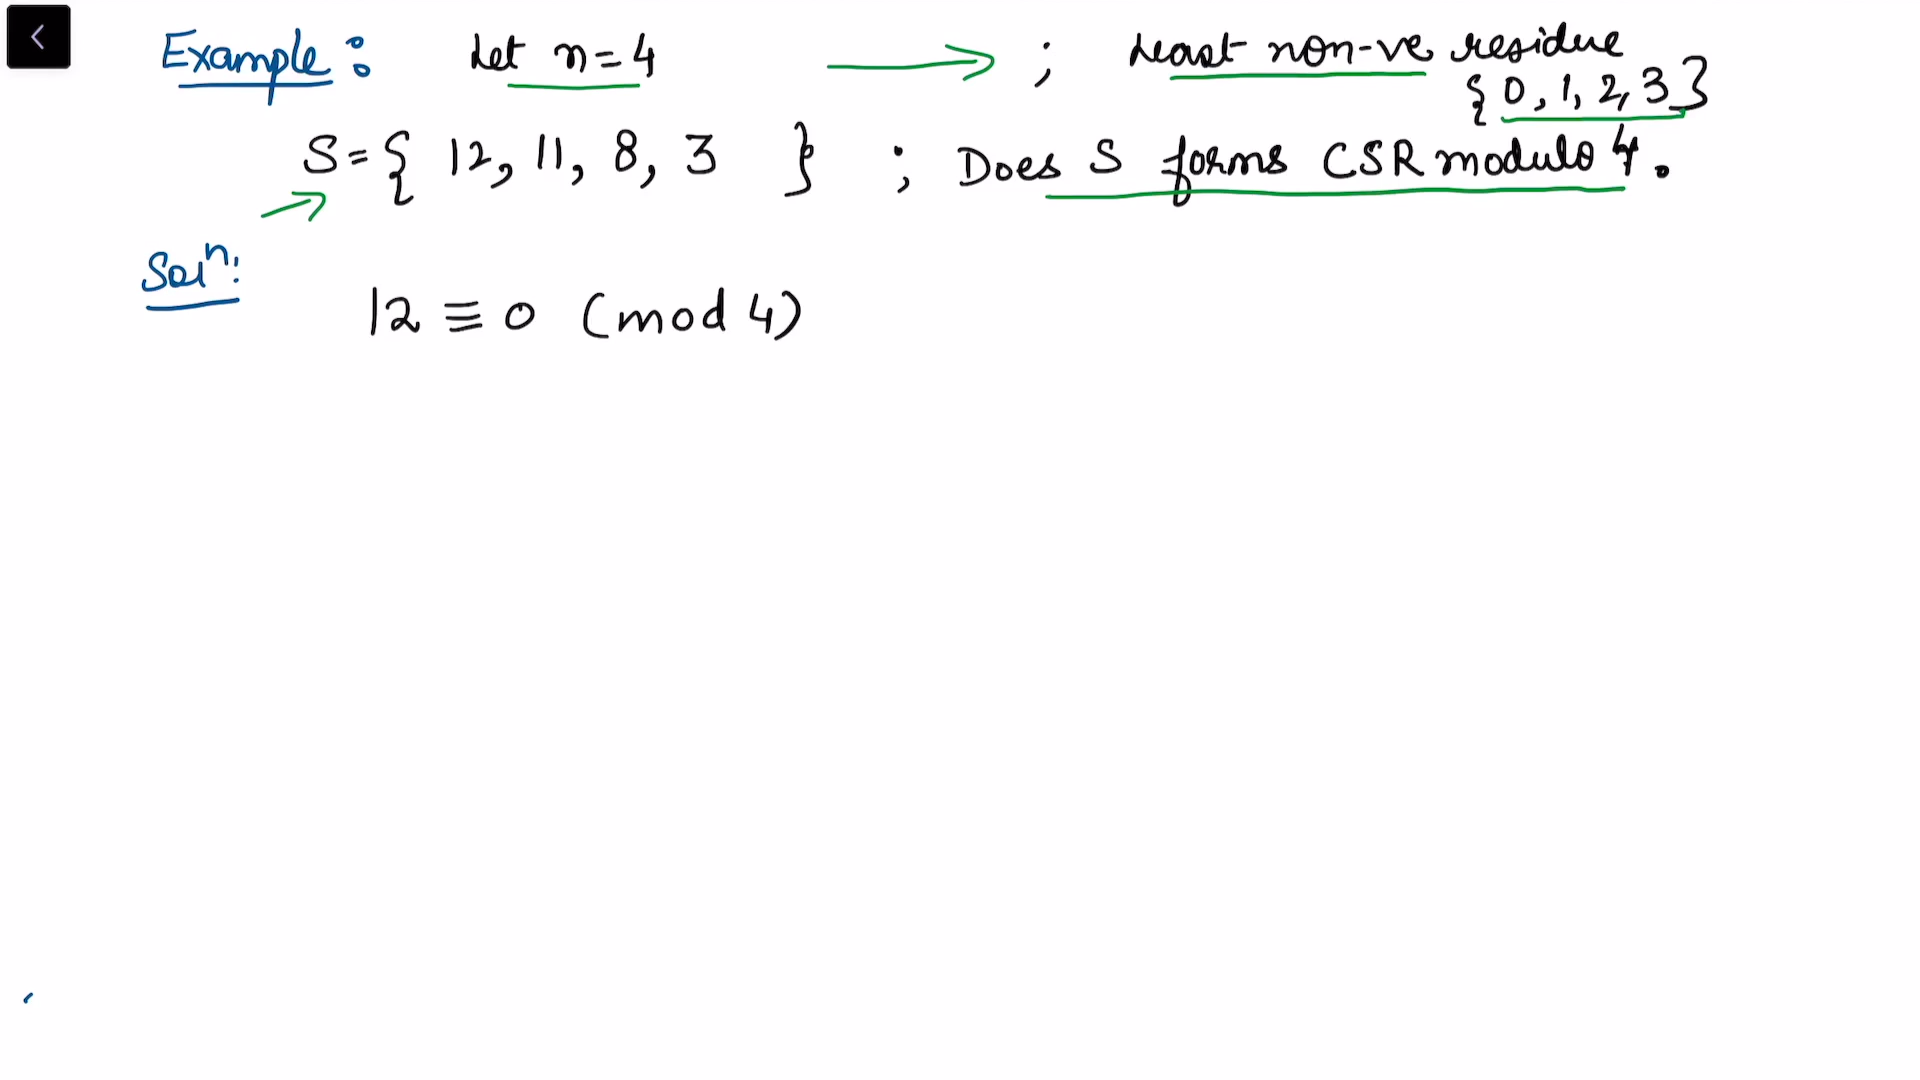 Example: Let n=4 ; Least non-ve residue
{0, 1, 2, 3}
S={ 12, 11, 8, 3 } ; Does S forms CSR modulo 4.
Solⁿ:
12 ≡ 0 (mod 4)